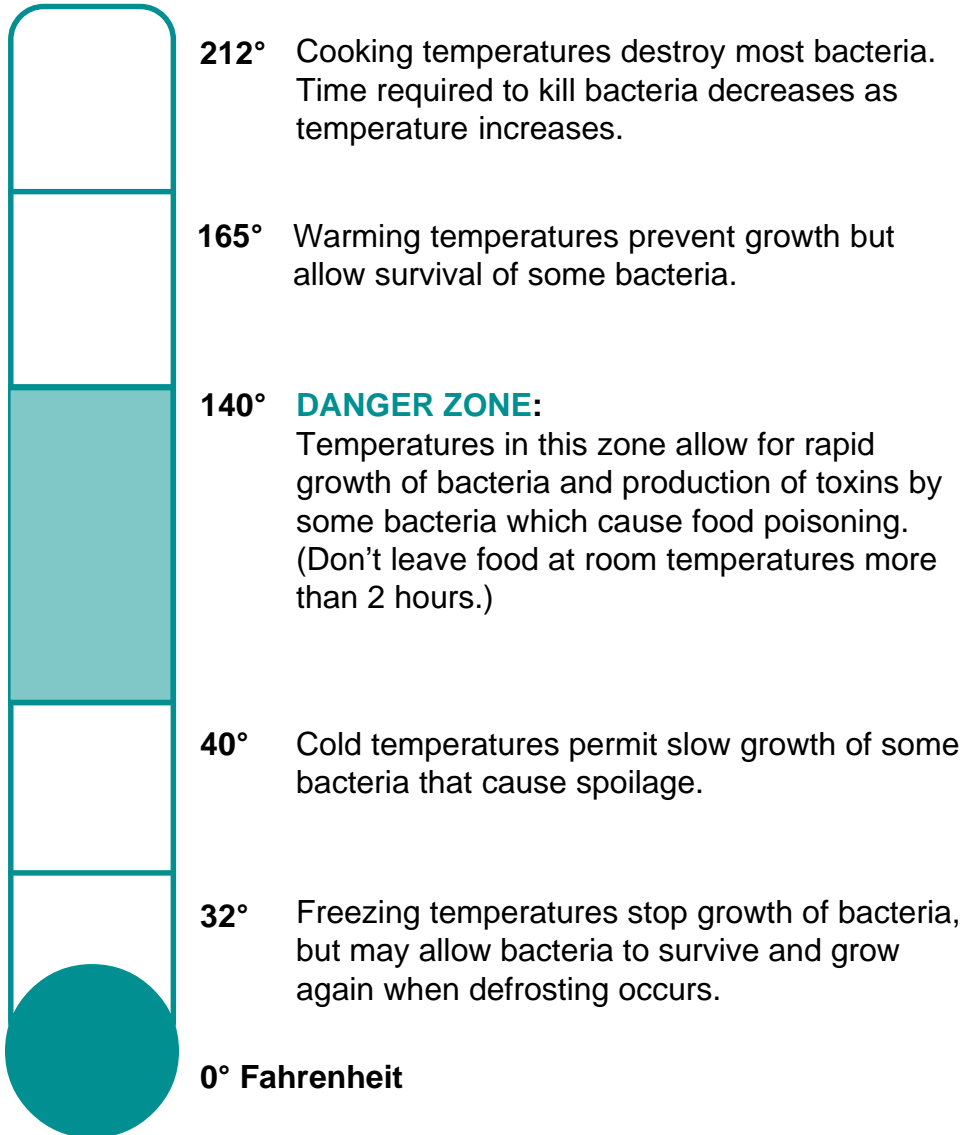 212° Cooking temperatures destroy most bacteria.
Time required to kill bacteria decreases as
temperature increases.
165° Warming temperatures prevent growth but
allow survival of some bacteria.
140° DANGER ZONE:
Temperatures in this zone allow for rapid
growth of bacteria and production of toxins by
some bacteria which cause food poisoning.
(Don’t leave food at room temperatures more
than 2 hours.)
40° Cold temperatures permit slow growth of some
bacteria that cause spoilage.
32° Freezing temperatures stop growth of bacteria,
but may allow bacteria to survive and grow
again when defrosting occurs.
0° Fahrenheit